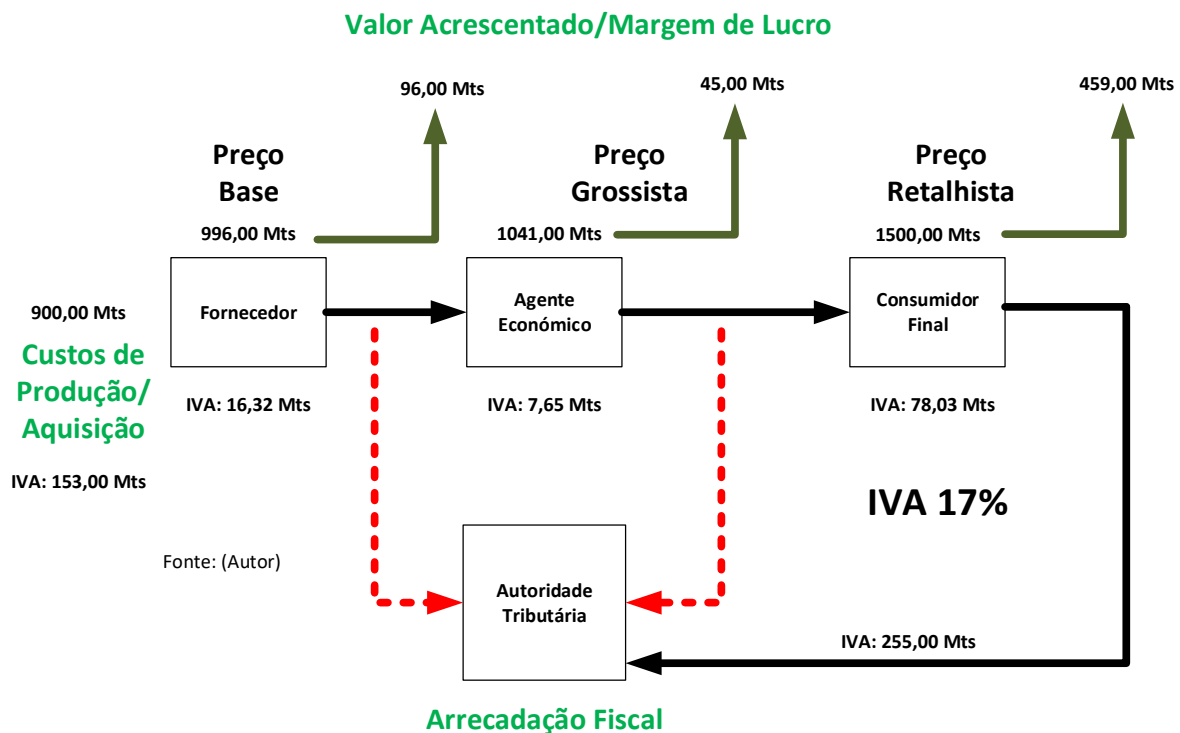 Valor Acrescentado/Margem de Lucro
96,00 Mts
45,00 Mts
459,00 Mts
Preço
Base
996,00 Mts
Preço
Grossista
1041,00 Mts
Preço
Retalhista
1500,00 Mts
900,00 Mts
Custos de
Produção/
Aquisição
IVA: 153,00 Mts
Fornecedor
Agente
Económico
Consumidor
Final
IVA: 16,32 Mts
IVA: 7,65 Mts
IVA: 78,03 Mts
IVA 17%
Fonte: (Autor)
Autoridade
Tributária
IVA: 255,00 Mts
Arrecadação Fiscal